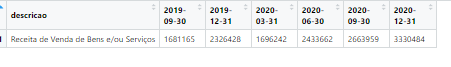 descricao 2019-09-30 2019-12-31 2020-03-31 2020-06-30 2020-09-30 2020-12-31
Receita de Venda de Bens e/ou Serviços 1681165 2326428 1696242 2433662 2663959 3330484